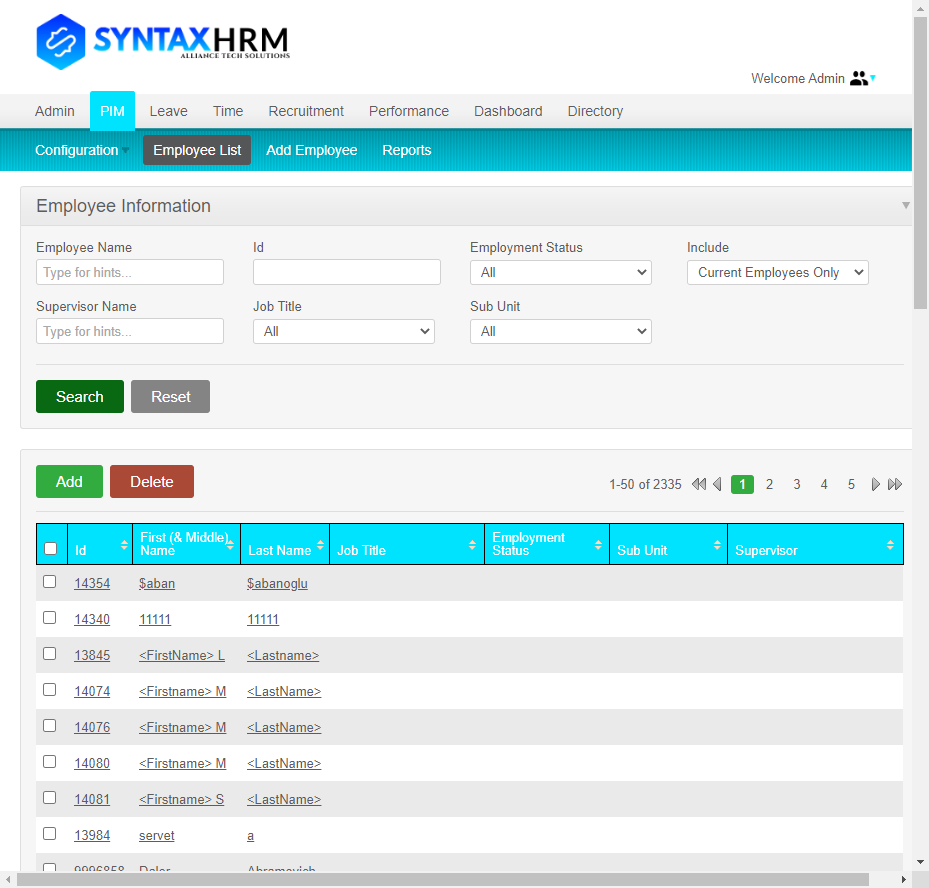 SYNTAXHRM
ALLIANCE TECH SOLUTIONS
Welcome Admin
Admin PIM Leave Time Recruitment Performance Dashboard Directory
Configuration Employee List Add Employee Reports
Employee Information
Employee Name Id Employment Status Include
Type for hints... All Current Employees Only
Supervisor Name Job Title Sub Unit
Type for hints... All All
Search Reset
Add Delete 1-50 of 2335 1 2 3 4 5
Id First (& Middle) Name Last Name Job Title Employment Status Sub Unit Supervisor
14354 $aban $abanoglu
14340 11111 11111
13845 <FirstName> L <Lastname>
14074 <Firstname> M <LastName>
14076 <Firstname> M <LastName>
14080 <Firstname> M <LastName>
14081 <Firstname> S <LastName>
13984 servet a
9996858 Abramovich